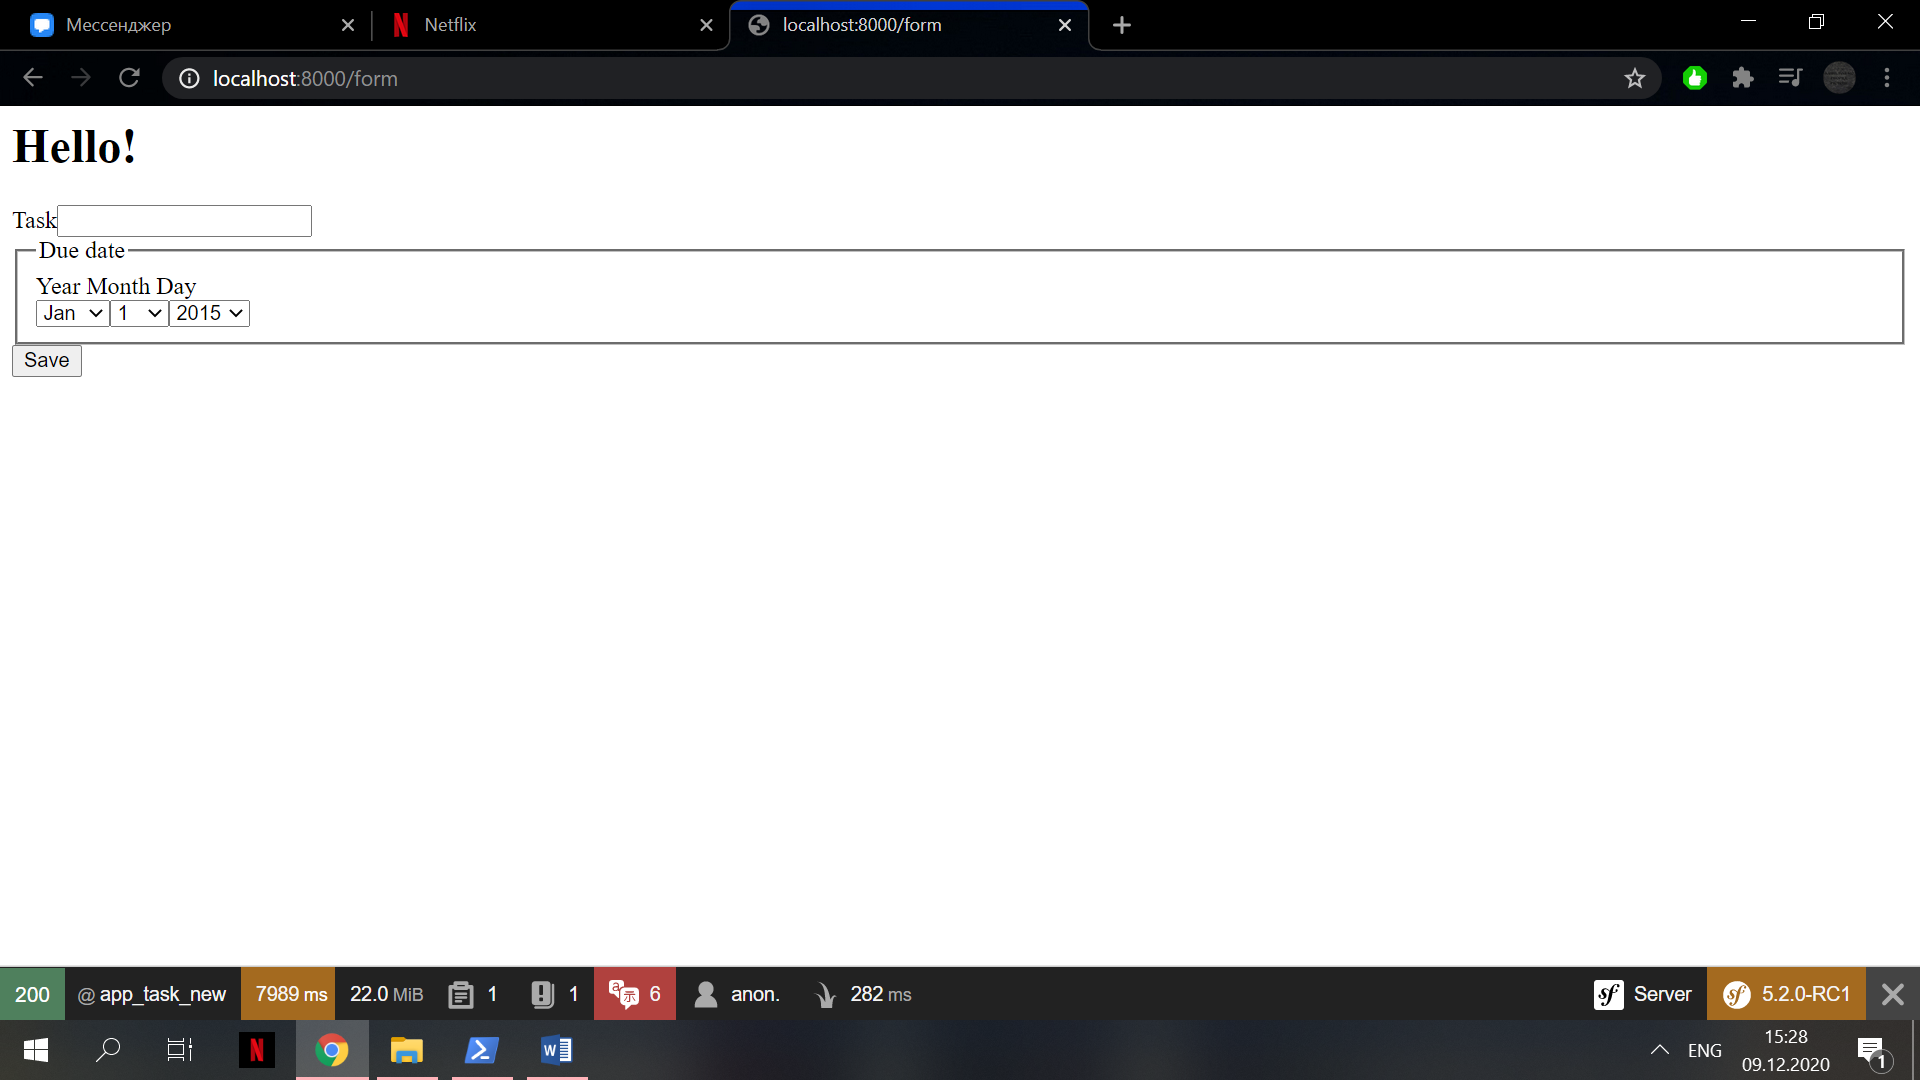 Мессенджер
Netflix
localhost:8000/form
localhost:8000/form
Hello!
Task
Due date
Year Month Day
Jan 1 2015
Save
200 @ app_task_new 7989 ms 22.0 MiB 1 1 6 anon. 282 ms Server 5.2.0-RC1
ENG
15:28
09.12.2020
1